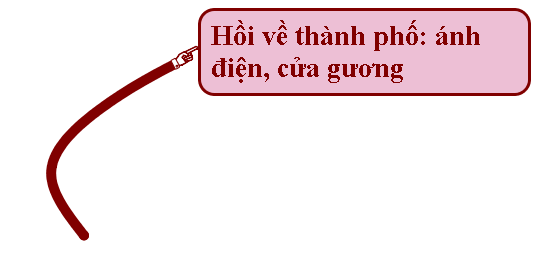 Hồi về thành phố: ánh
điện, cửa gương